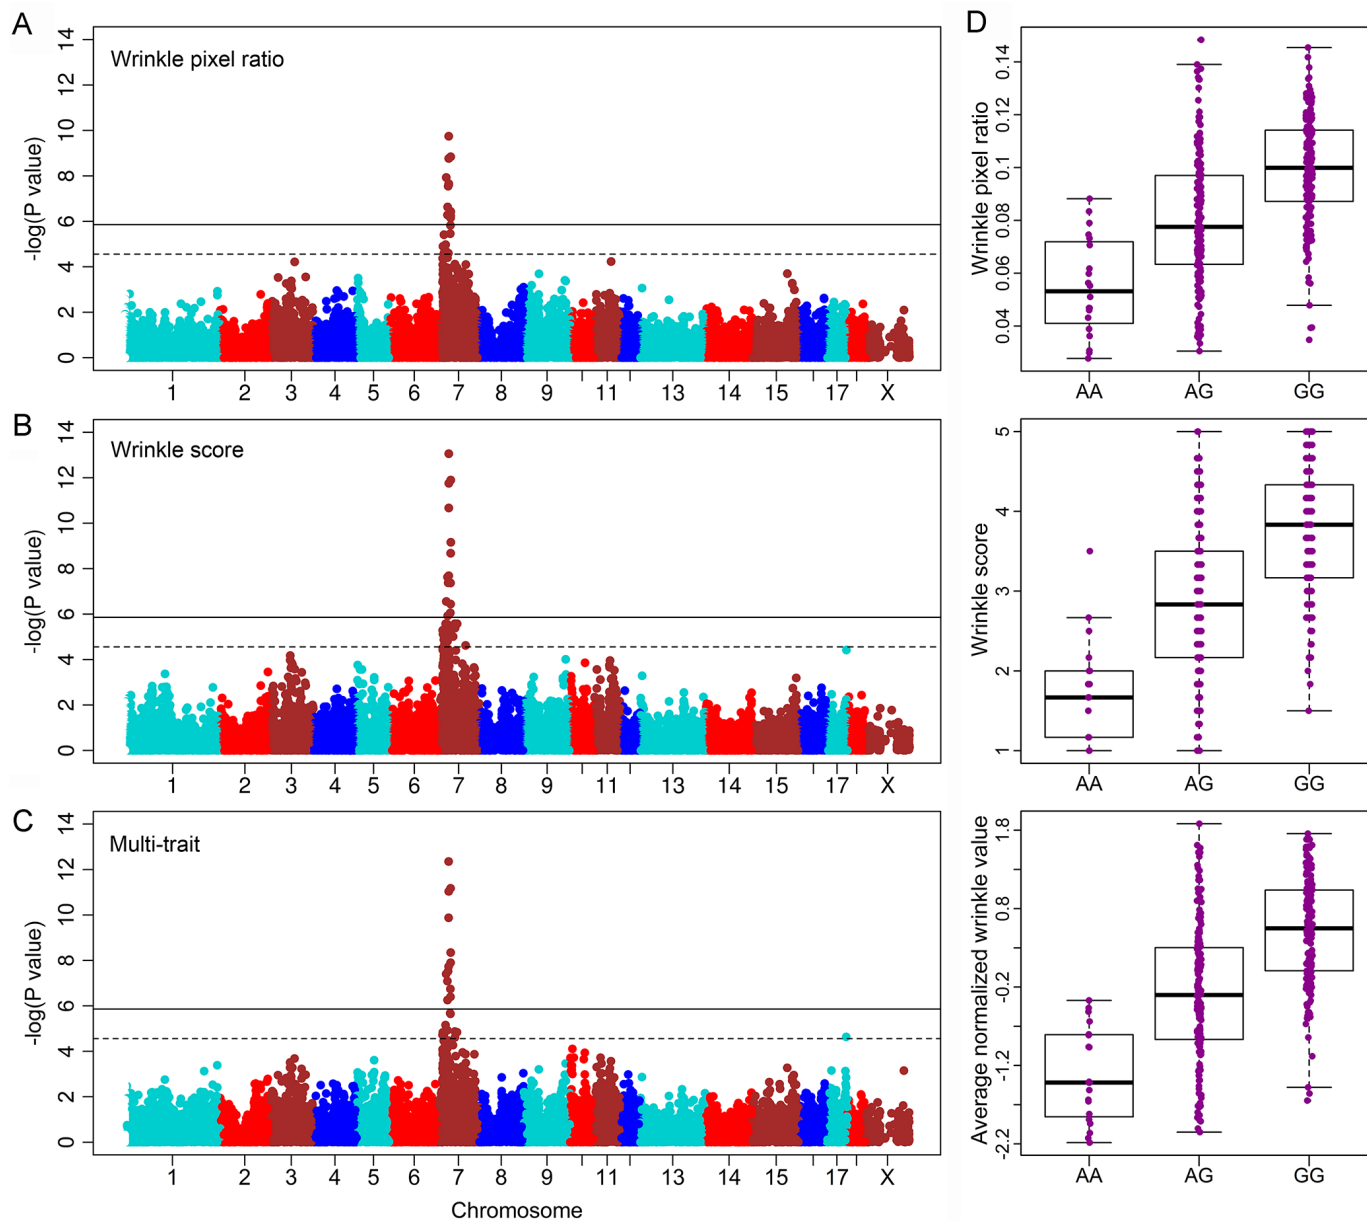 A
Wrinkle pixel ratio
-log(P value)
14
12
10
8
6
4
2
0
1 2 3 4 5 6 7 8 9 11 13 15 17 X
B
Wrinkle score
-log(P value)
14
12
10
8
6
4
2
0
1 2 3 4 5 6 7 8 9 11 13 15 17 X
C
Multi-trait
-log(P value)
14
12
10
8
6
4
2
0
1 2 3 4 5 6 7 8 9 11 13 15 17 X
Chromosome
D
Wrinkle pixel ratio
0.14
0.12
0.1
0.08
0.06
0.04
AA AG GG
Wrinkle score
5
4
3
2
1
AA AG GG
Average normalized wrinkle value
1.8
0.8
-0.2
-1.2
-2.2
AA AG GG